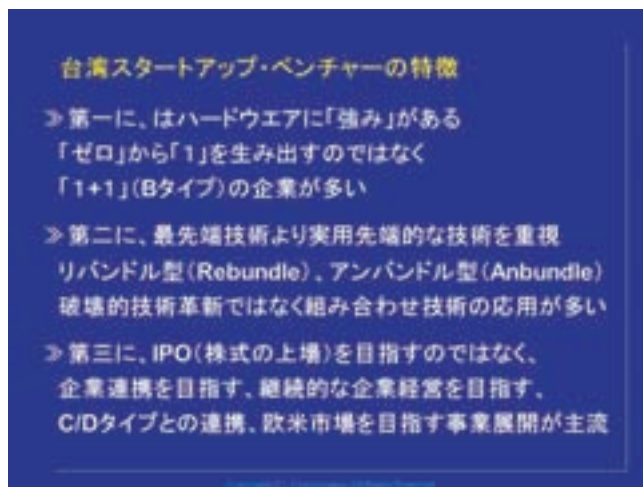 台湾スタートアップ・ベンチャーの特徴
≫第一に、はハードウエアに「強み」がある
「ゼロ」から「1」を生み出すのではなく
「1+1」(Bタイプ)の企業が多い
≫第二に、最先端技術より実用先端的な技術を重視
リバンドル型(Rebundle)、アンバンドル型(Anbundle)
破壊的技術革新ではなく組み合わせ技術の応用が多い
≫第三に、IPO(株式の上場)を目指すのではなく、
企業連携を目指す、継続的な企業経営を目指す、
C/Dタイプとの連携、欧米市場を目指す事業展開が主流